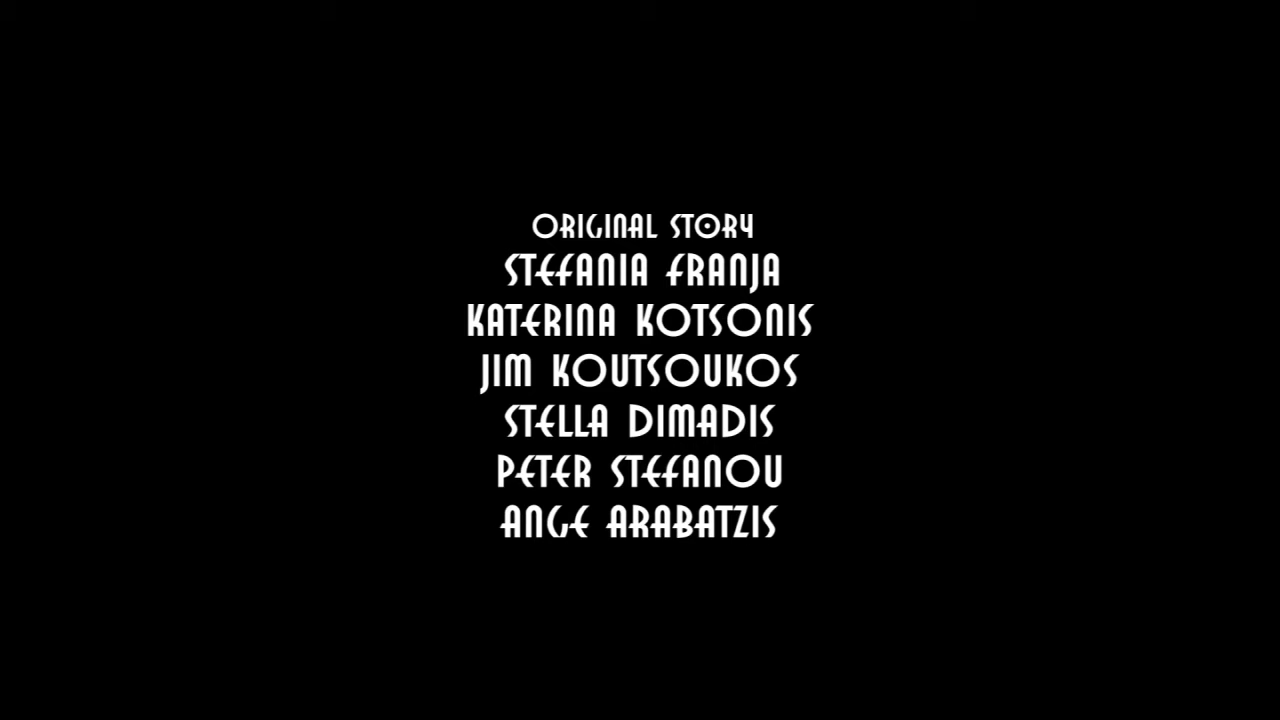 ORIGINAL STORY
STEFANIA FRANJA
KATERINA KOTSONIS
JIM KOUTSOUKOS
STELLA DIMADIS
PETER STEFANOU
ANGE ARABATZIS